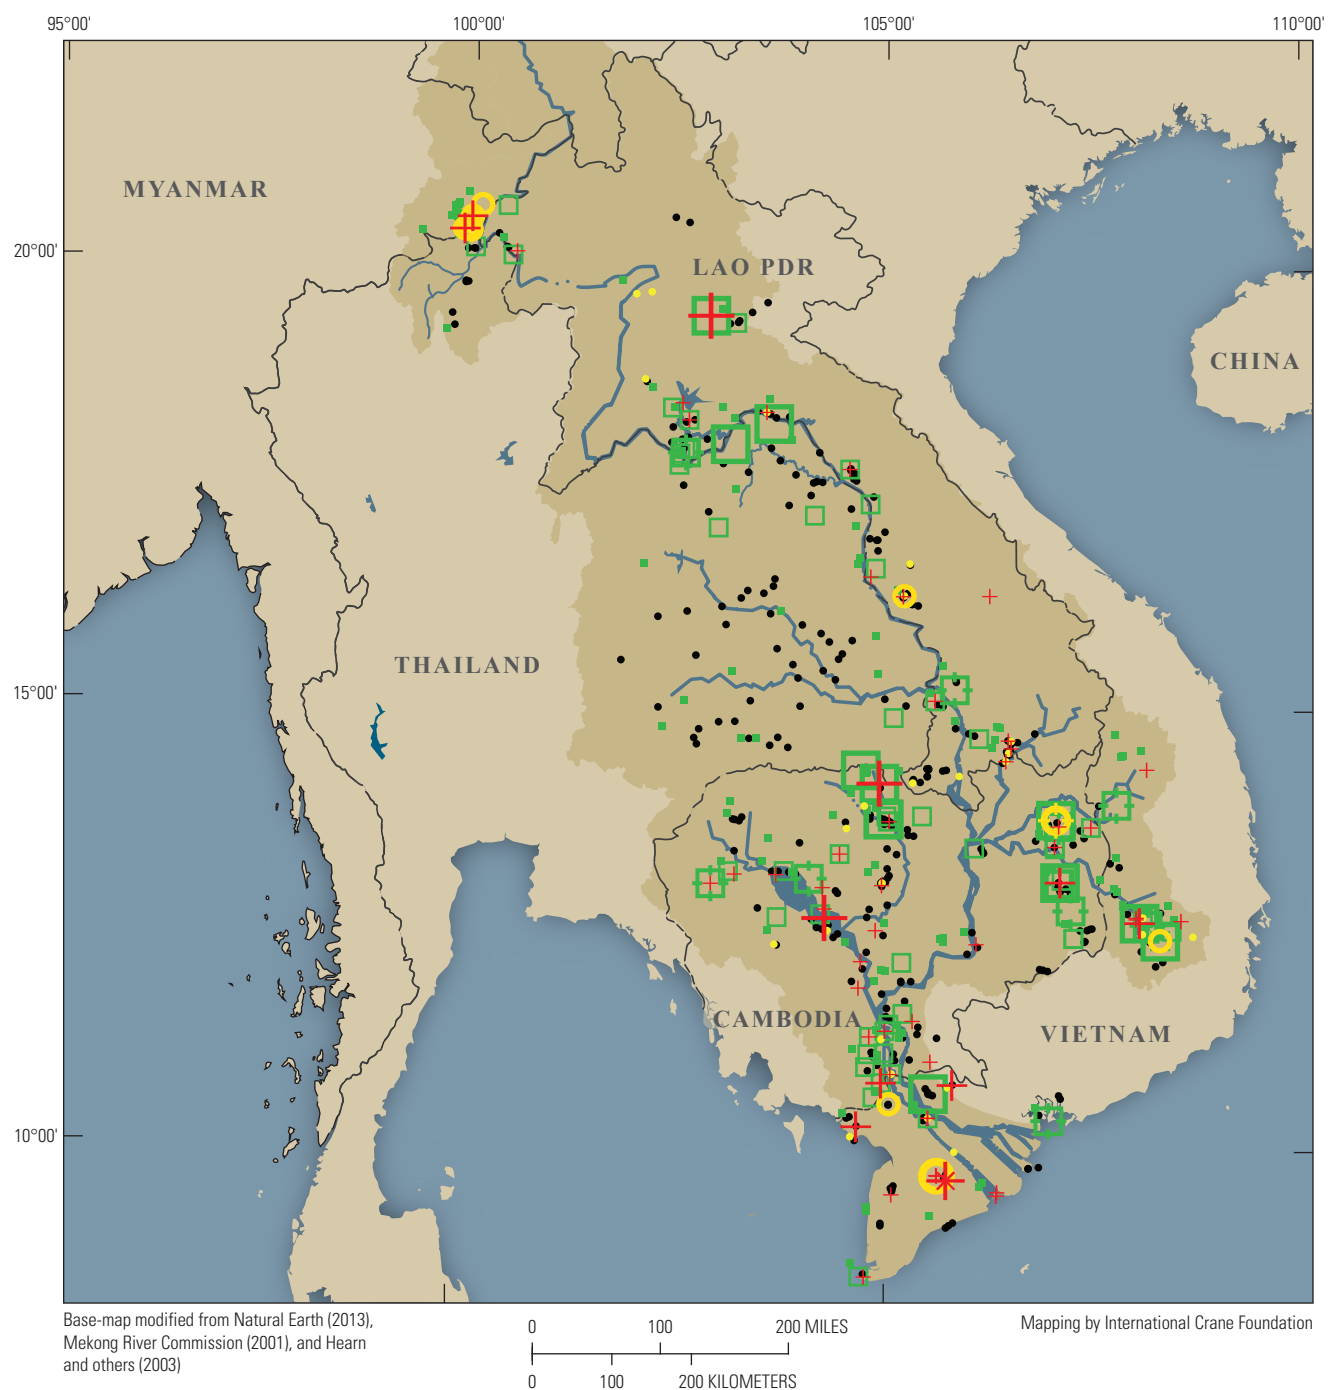 95°00'
100°00'
105°00'
110°00'
MYANMAR
20°00'
LAO PDR
CHINA
THAILAND
15°00'
CAMBODIA
VIETNAM
10°00'
Base-map modified from Natural Earth (2013),
Mekong River Commission (2001), and Hearn
and others (2003)
0 100 200 MILES
0 100 200 KILOMETERS
Mapping by International Crane Foundation